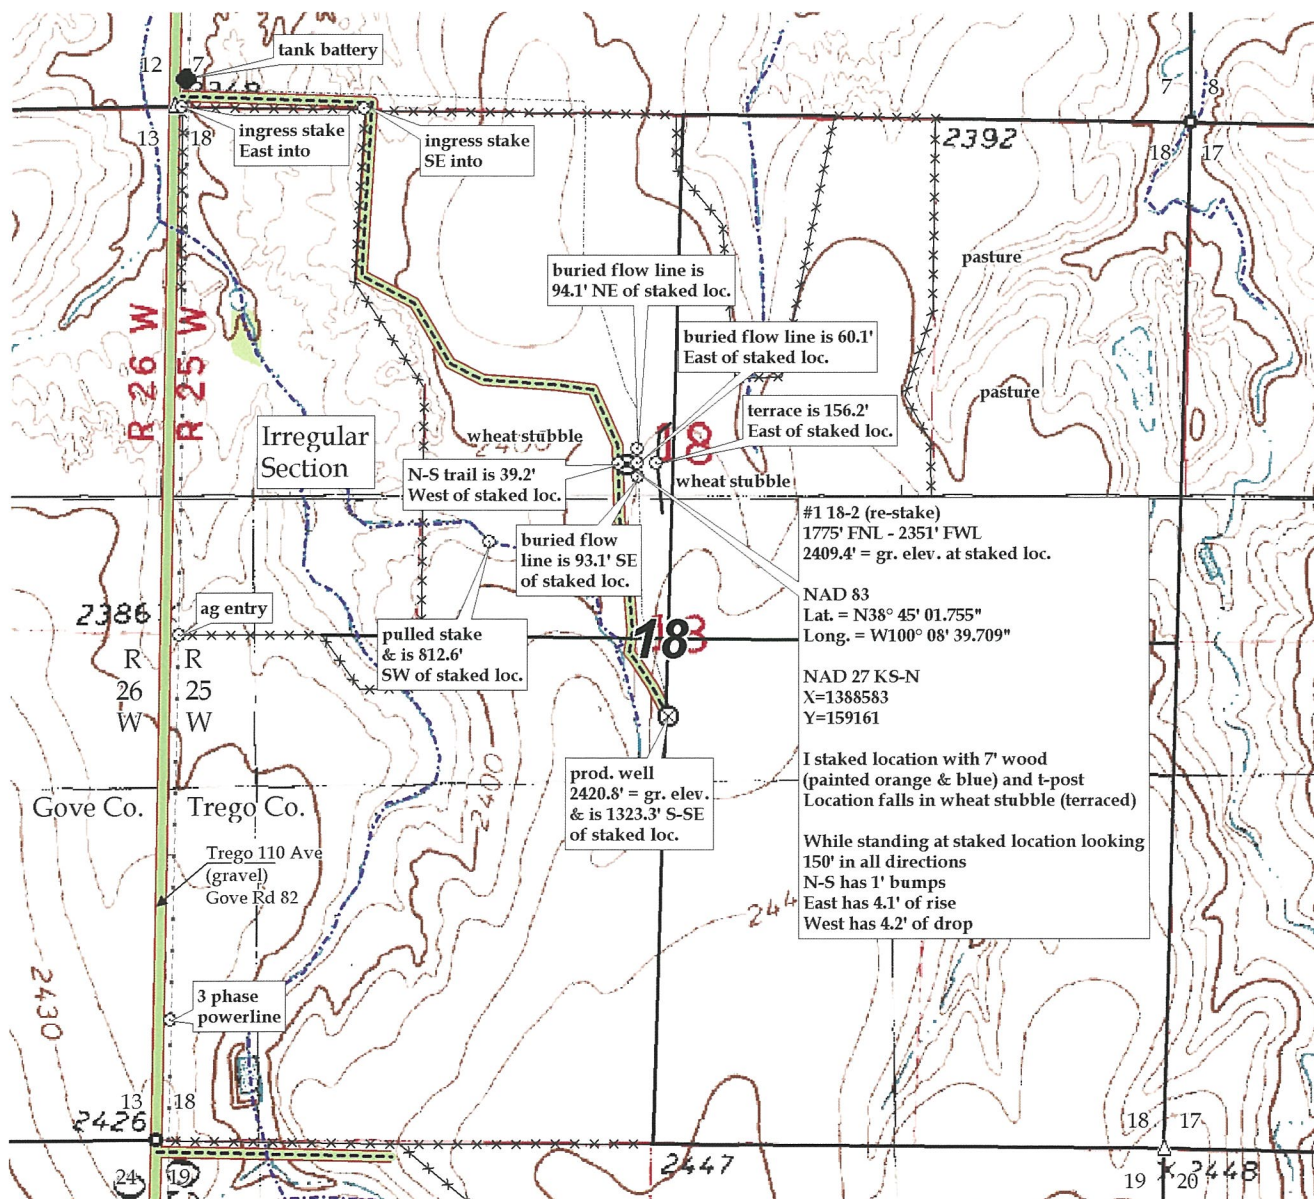 tank battery
12
7
13
18
ingress stake
East into
ingress stake
SE into
2392
7
8
18
17
pasture
buried flow line is
94.1' NE of staked loc.
buried flow line is 60.1'
East of staked loc.
R 26 W
R 25 W
pasture
terrace is 156.2'
East of staked loc.
Irregular
Section
wheat stubble
18
N-S trail is 39.2'
West of staked loc.
wheat stubble
buried flow
line is 93.1' SE
of staked loc.
#1 18-2 (re-stake)
1775' FNL - 2351' FWL
2409.4' = gr. elev. at staked loc.
NAD 83
Lat. = N38° 45' 01.755"
Long. = W100° 08' 39.709"
NAD 27 KS-N
X=1388583
Y=159161
I staked location with 7' wood
(painted orange & blue) and t-post
Location falls in wheat stubble (terraced)
While standing at staked location looking
150' in all directions
N-S has 1' bumps
East has 4.1' of rise
West has 4.2' of drop
2386
ag entry
R
26
W
R
25
W
pulled stake
& is 812.6'
SW of staked loc.
18
prod. well
2420.8' = gr. elev.
& is 1323.3' S-SE
of staked loc.
Gove Co.
Trego Co.
Trego 110 Ave
(gravel)
Gove Rd 82
2430
3 phase
powerline
13
18
2426
24
19
2447
18
17
19
20
2448